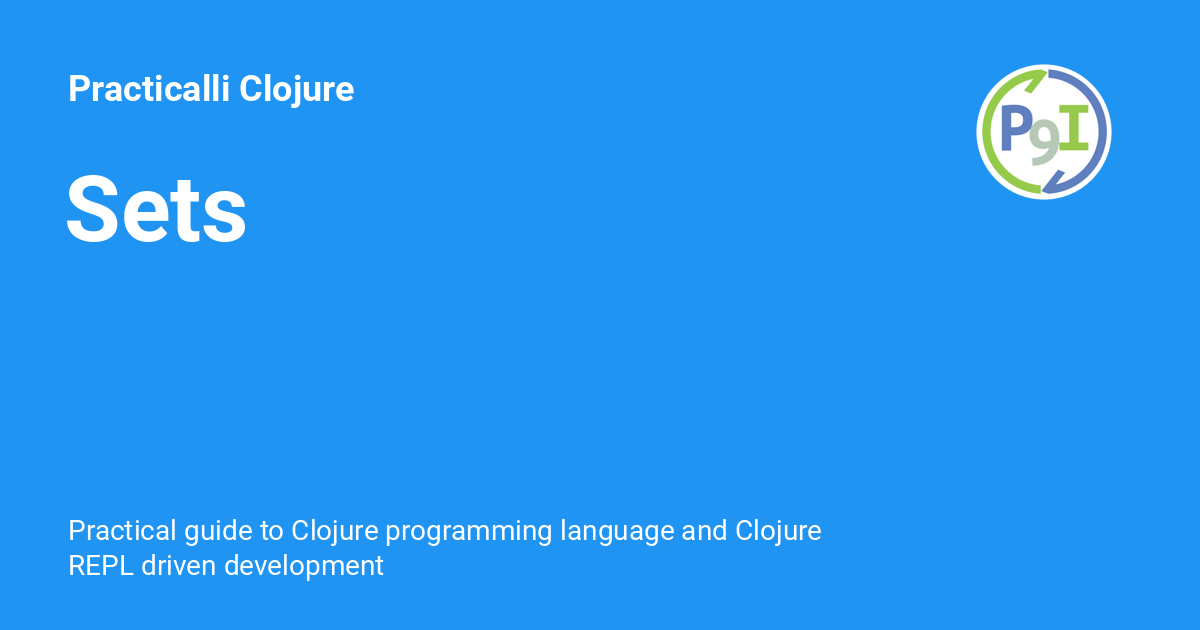 Practicalli Clojure
P9I
Sets
Practical guide to Clojure programming language and Clojure
REPL driven development